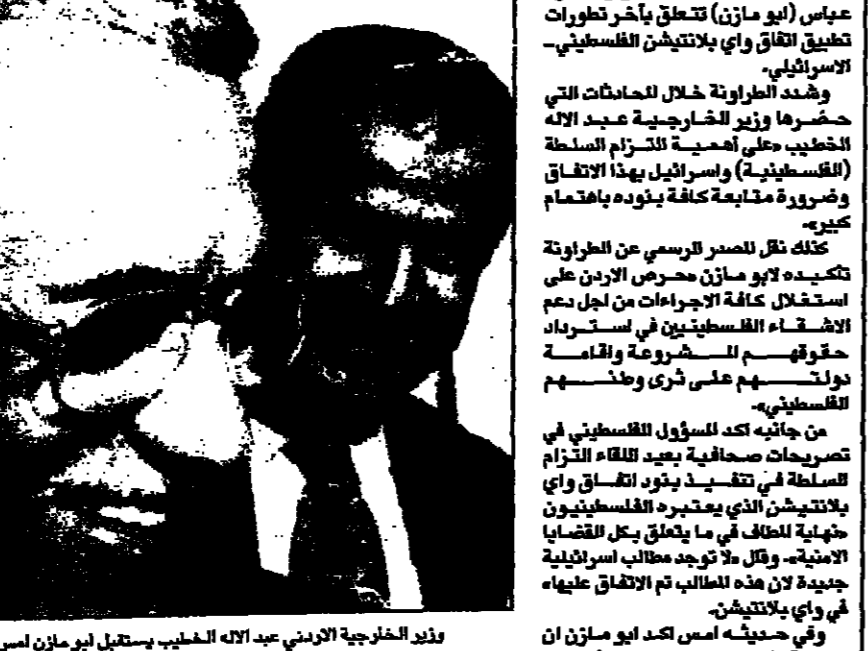 عباس (ابو مازن) تتعلق بآخر تطورات
تطبيق اتفاق واي بلانتيشن الفلسطيني -
الاسرائيلي.
وشدد الطراونة خلال المحادثات التي
حضرها وزير الخارجية عبد الاله
الخطيب «على أهمية التزام السلطة
(الفلسطينية) واسرائيل بهذا الاتفاق
وضرورة متابعة كافة بنوده باهتمام
كبير».
كذلك نقل المصدر الرسمي عن الطراونة
تأكيده لابو مازن «حرص الاردن على
استغلال كافة الاجراءات من اجل دعم
الاشقاء الفلسطينيين في استرداد
حقوقهم المشروعة واقامة
دولتهم على ثرى وطنهم
الفلسطيني».
من جانبه اكد المسؤول الفلسطيني في
تصريحات صحافية بعيد اللقاء التزام
السلطة في تنفيذ بنود اتفاق واي
بلانتيشن الذي يعتبره الفلسطينيون
«نهاية المطاف في ما يتعلق بكل القضايا
الامنية». وقال «لا توجد مطالب اسرائيلية
جديدة لان هذه المطالب تم الاتفاق عليها»
في واي بلانتيشن.
وفي حديثه امس اكد ابو مازن ان
وزير الخارجية الاردني عبد الاله الخطيب يستقبل ابو مازن امس